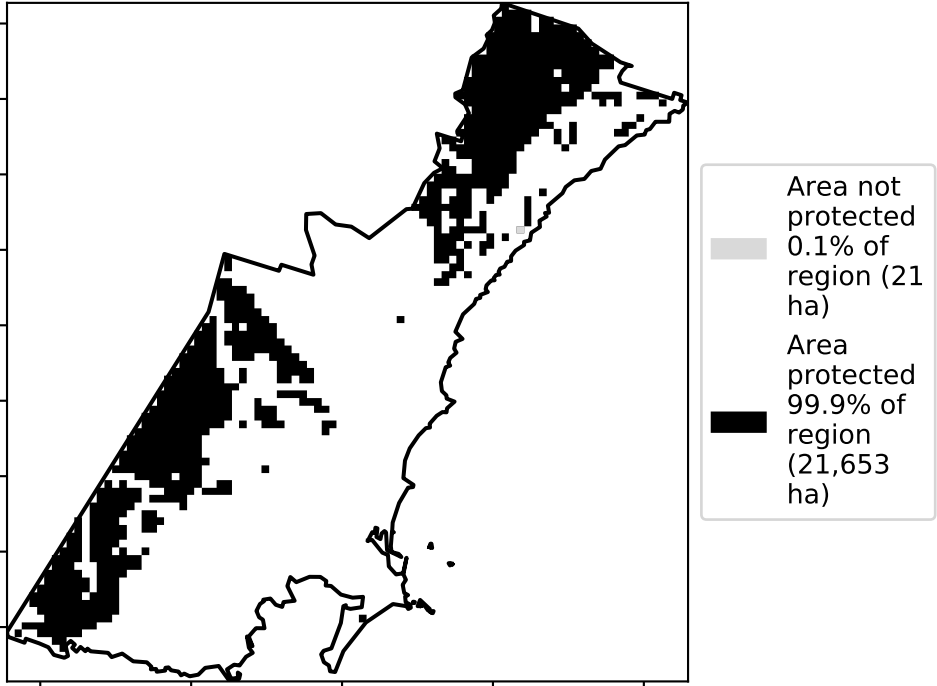 Area not
protected
0.1% of
region (21
ha)
Area
protected
99.9% of
region
(21,653
ha)